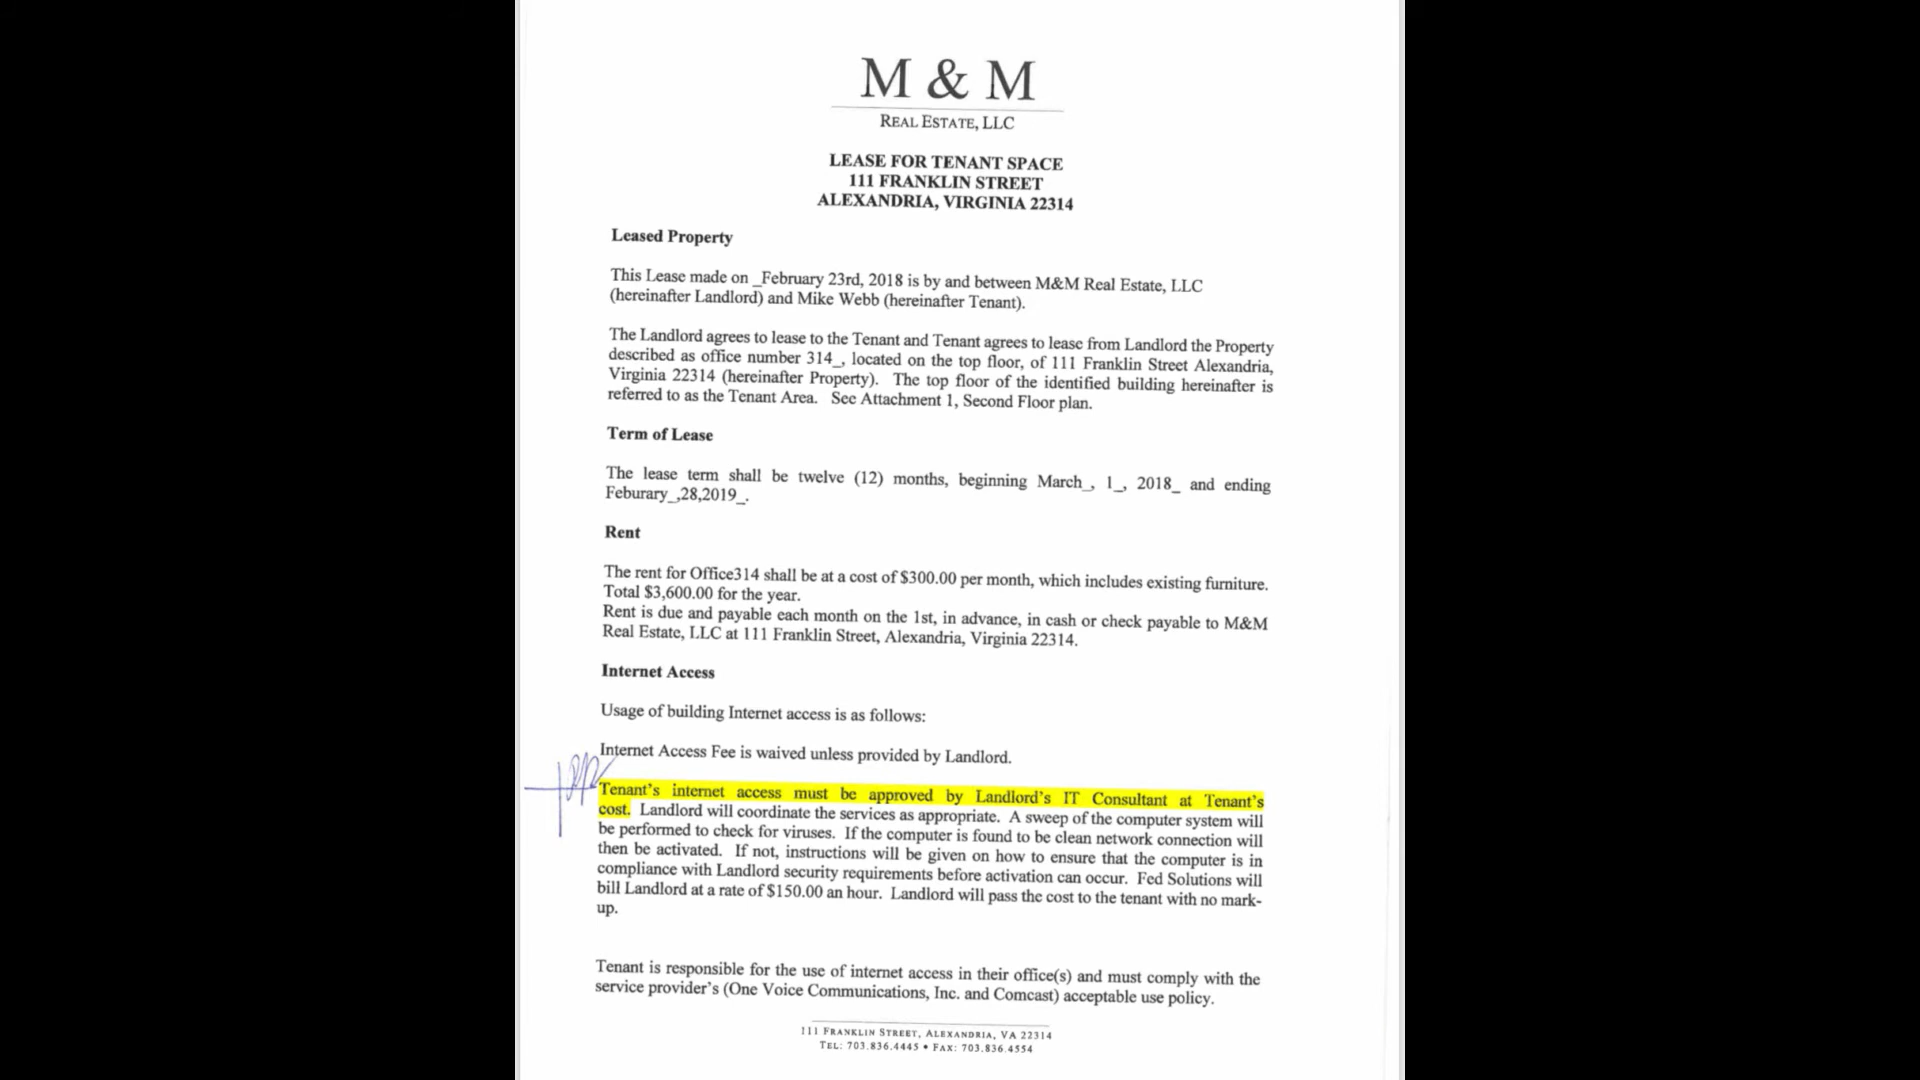 M & M
REAL ESTATE, LLC
LEASE FOR TENANT SPACE
111 FRANKLIN STREET
ALEXANDRIA, VIRGINIA 22314
Leased Property
This Lease made on _February 23rd, 2018 is by and between M&M Real Estate, LLC
(hereinafter Landlord) and Mike Webb (hereinafter Tenant).
The Landlord agrees to lease to the Tenant and Tenant agrees to lease from Landlord the Property
described as office number 314_, located on the top floor, of 111 Franklin Street Alexandria,
Virginia 22314 (hereinafter Property). The top floor of the identified building hereinafter is
referred to as the Tenant Area. See Attachment 1, Second Floor plan.
Term of Lease
The lease term shall be twelve (12) months, beginning March_, 1_, 2018_ and ending
Feburary_,28,2019_.
Rent
The rent for Office314 shall be at a cost of $300.00 per month, which includes existing furniture.
Total $3,600.00 for the year.
Rent is due and payable each month on the 1st, in advance, in cash or check payable to M&M
Real Estate, LLC at 111 Franklin Street, Alexandria, Virginia 22314.
Internet Access
Usage of building Internet access is as follows:
Internet Access Fee is waived unless provided by Landlord.
Tenant's internet access must be approved by Landlord's IT Consultant at Tenant's
cost. Landlord will coordinate the services as appropriate. A sweep of the computer system will
be performed to check for viruses. If the computer is found to be clean network connection will
then be activated. If not, instructions will be given on how to ensure that the computer is in
compliance with Landlord security requirements before activation can occur. Fed Solutions will
bill Landlord at a rate of $150.00 an hour. Landlord will pass the cost to the tenant with no mark-
up.
Tenant is responsible for the use of internet access in their office(s) and must comply with the
service provider's (One Voice Communications, Inc. and Comcast) acceptable use policy.
111 FRANKLIN STREET, ALEXANDRIA, VA 22314
TEL: 703.836.4445 • FAX: 703.836.4554